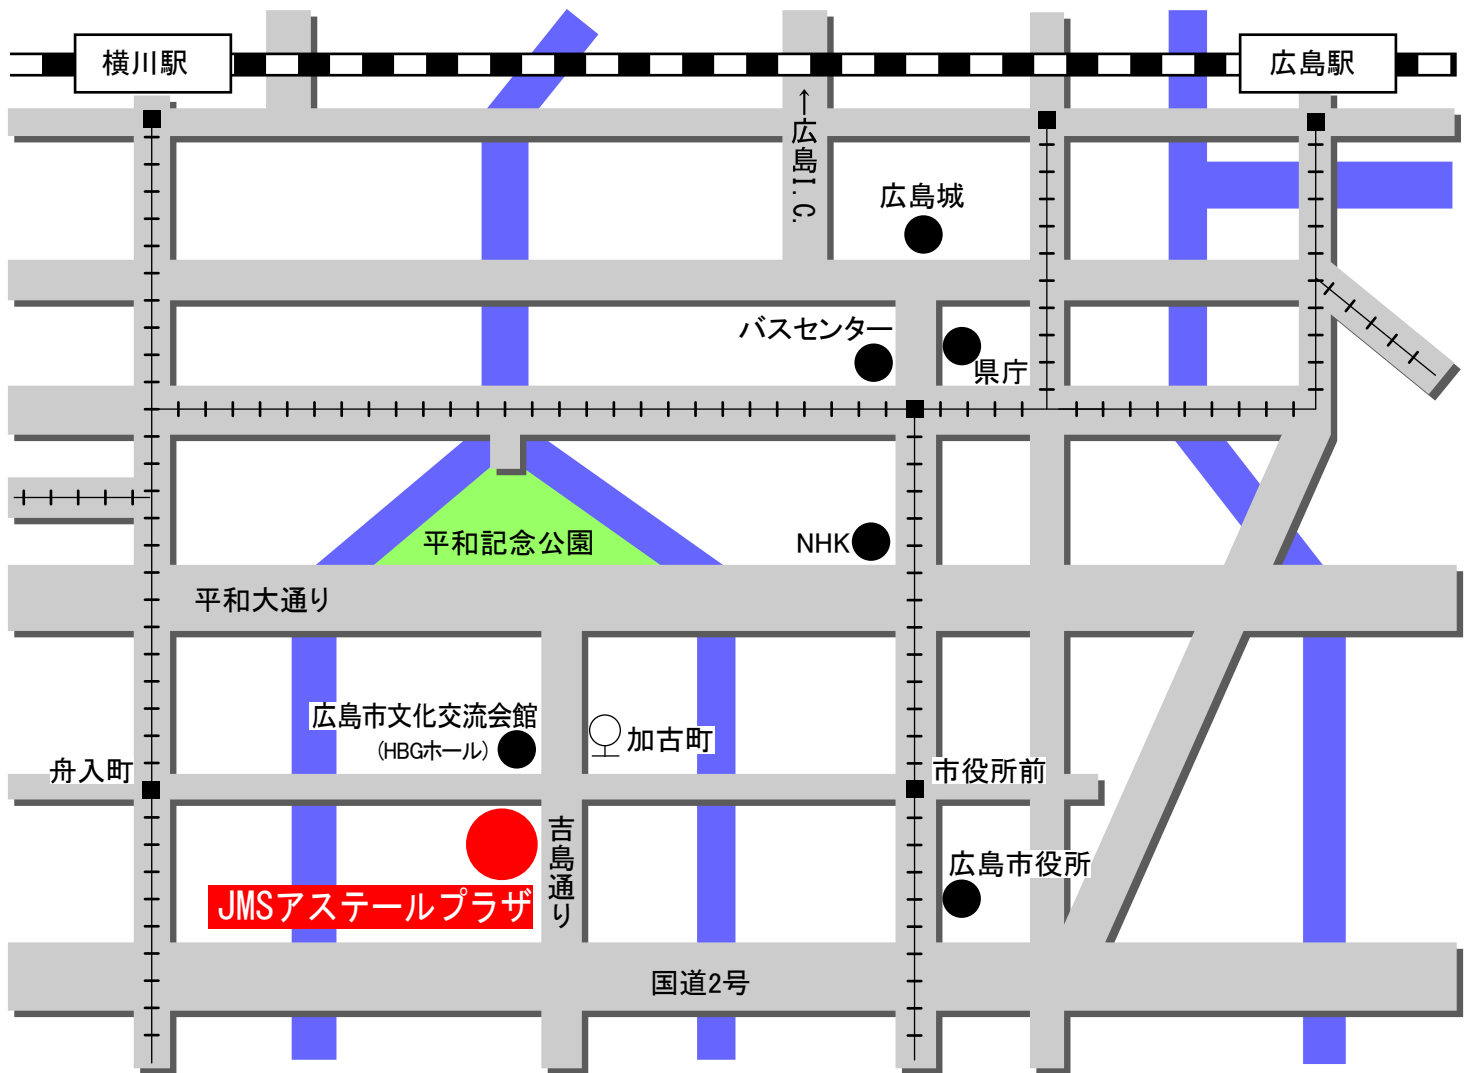 横川駅
広島駅
←広島I.C.
広島城
バスセンター
県庁
平和記念公園
NHK
平和大通り
広島市文化交流会館
(HBGホール)
加古町
舟入町
市役所前
吉島通り
広島市役所
JMSアステールプラザ
国道2号